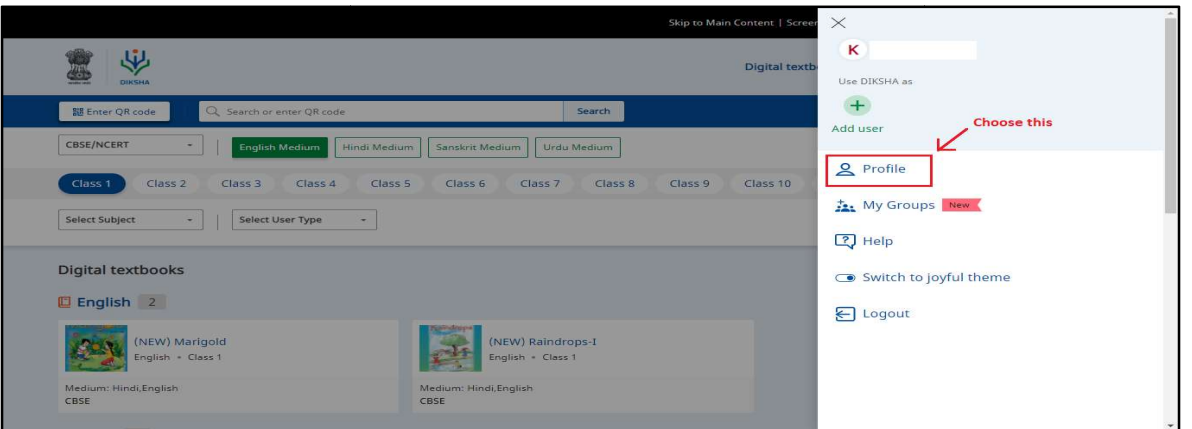 Skip to Main Content | Screen
DIKSHA
Digital textb
Enter QR code
Search or enter QR code
Search
CBSE/NCERT
English Medium
Hindi Medium
Sanskrit Medium
Urdu Medium
Class 1
Class 2
Class 3
Class 4
Class 5
Class 6
Class 7
Class 8
Class 9
Class 10
Select Subject
Select User Type
Digital textbooks
English 2
(NEW) Marigold
English • Class 1
Medium: Hindi,English
CBSE
(NEW) Raindrops-I
English • Class 1
Medium: Hindi,English
CBSE
K
Use DIKSHA as
+
Add user
Choose this
Profile
My Groups New
Help
Switch to joyful theme
Logout